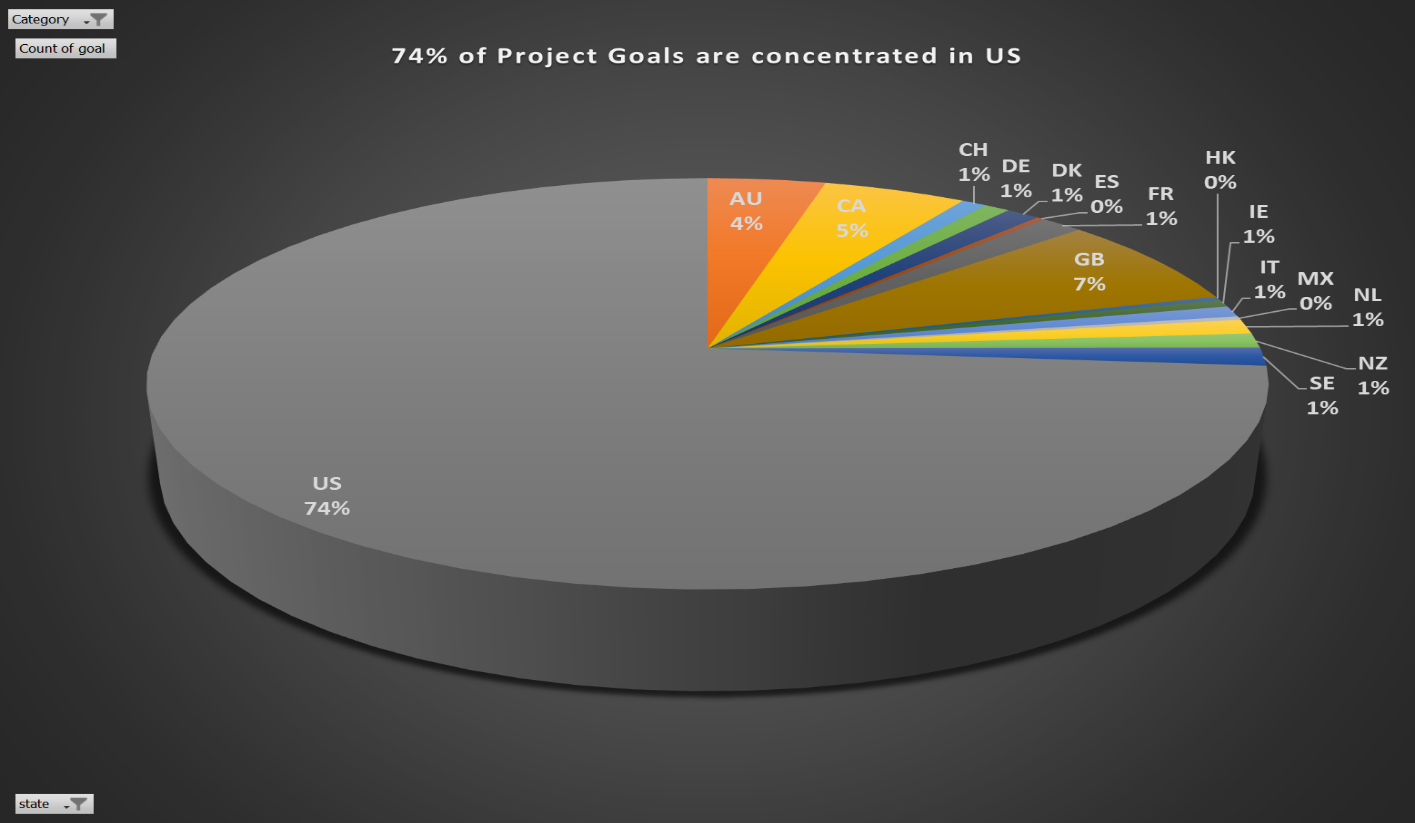 Category
Count of goal
74% of Project Goals are concentrated in US
CH
1%
DE
1%
DK
1%
ES
0%
FR
1%
HK
0%
IE
1%
IT
1%
MX
0%
NL
1%
NZ
1%
SE
1%
AU
4%
CA
5%
GB
7%
US
74%
state